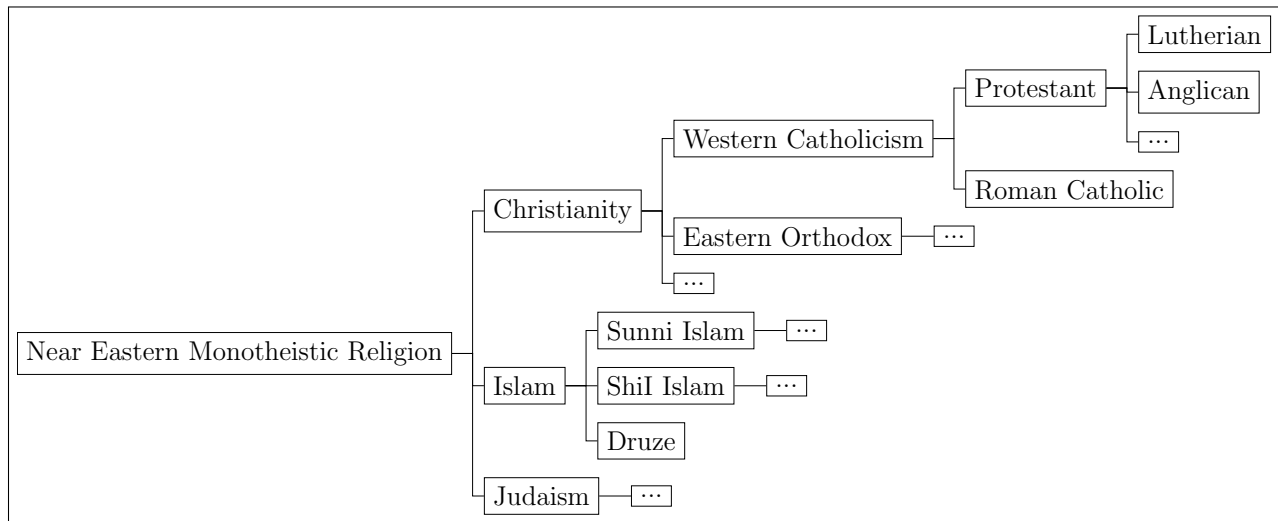 Lutherian
Protestant
Anglican
Western Catholicism
...
Roman Catholic
Christianity
Eastern Orthodox
...
...
Sunni Islam
...
Near Eastern Monotheistic Religion
Islam
ShiI Islam
...
Druze
Judaism
...